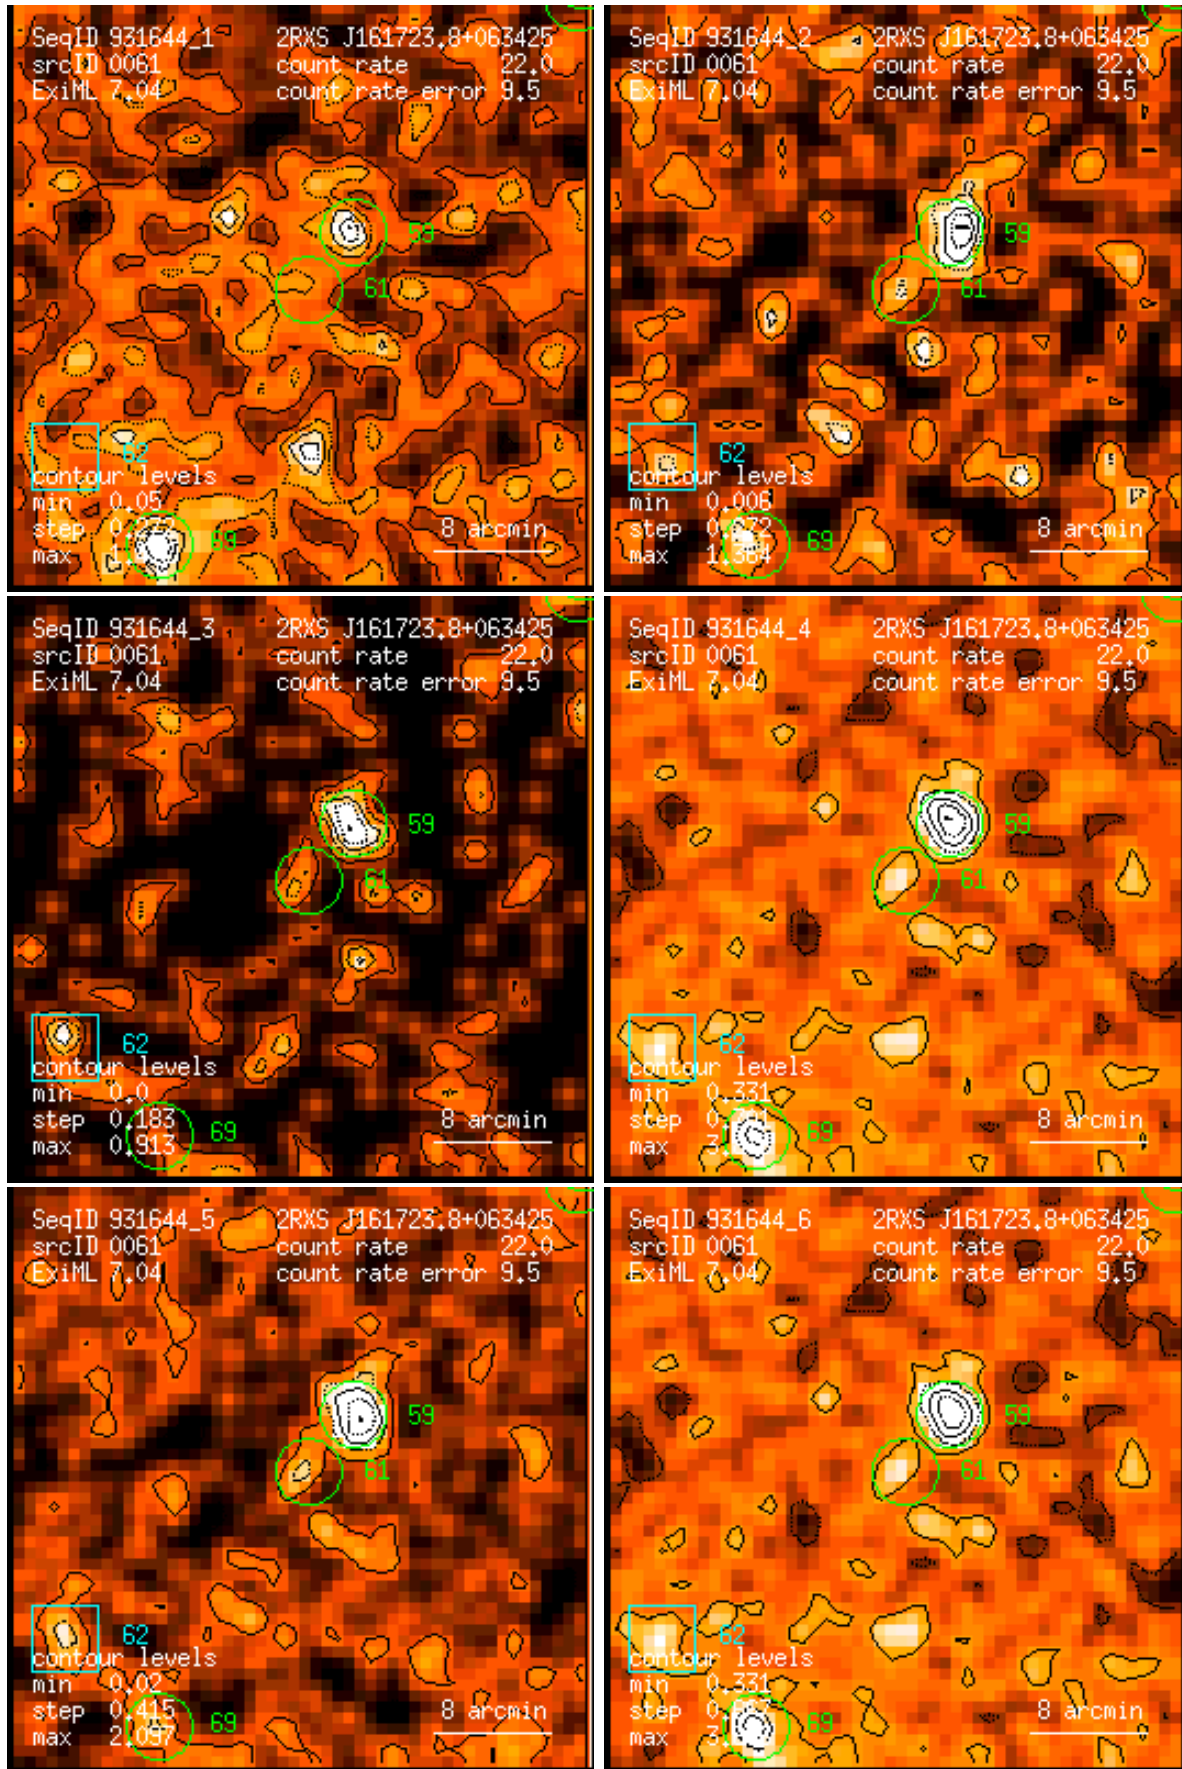 SeqID 931644_1 2RXS J161723.8+063425
srcID 0061 count rate 22.0
ExiML 7.04 count rate error 9.5
59
61
62
contour levels
min 0.05
step 0.272 8 arcmin
69
max
SeqID 931644_2 2RXS J161723.8+063425
srcID 0061 count rate 22.0
ExiML 7.04 count rate error 9.5
59
61
62
contour levels
min 0.006
step 8 arcmin
69
max 1.364
SeqID 931644_3 2RXS J161723.8+063425
srcID 0061 count rate 22.0
ExiML 7.04 count rate error 9.5
59
61
62
contour levels
min 0.0
step 0.183 8 arcmin
69
max 0.913
SeqID 931644_4 2RXS J161723.8+063425
srcID 0061 count rate 22.0
ExiML 7.04 count rate error 9.5
59
61
62
contour levels
min 0.331
step 8 arcmin
69
max
SeqID 931644_5 2RXS J161723.8+063425
srcID 0061 count rate 22.0
ExiML 7.04 count rate error 9.5
59
61
62
contour levels
min 0.02
step 0.415 8 arcmin
69
max 2.097
SeqID 931644_6 2RXS J161723.8+063425
srcID 0061 count rate 22.0
ExiML 7.04 count rate error 9.5
59
61
62
contour levels
min 0.331
step 8 arcmin
69
max